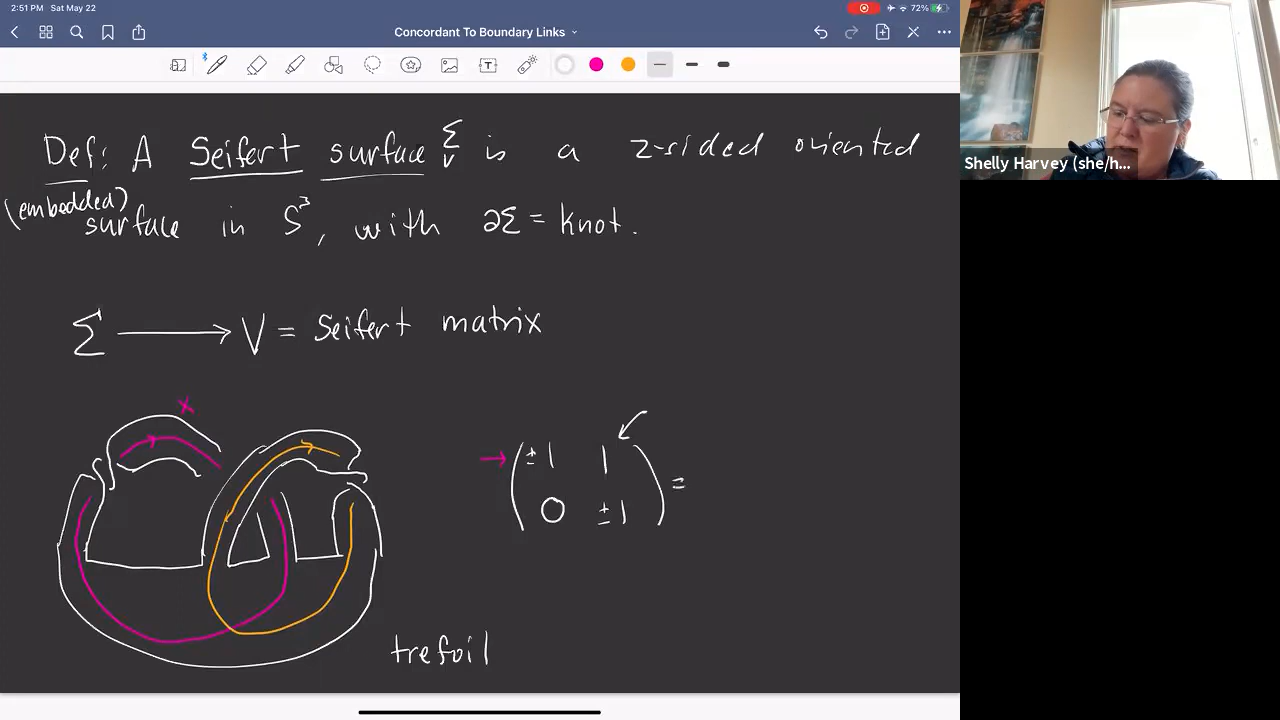 2:51 PM Sat May 22
72%
Concordant To Boundary Links
Shelly Harvey (she/h...
Def: A Seifert surface Σ is a 2-sided oriented
(embedded)
surface in S³, with ∂Σ = knot.
Σ ⟶ V = Seifert matrix
x
→ (±1 1
0 ±1) =
trefoil